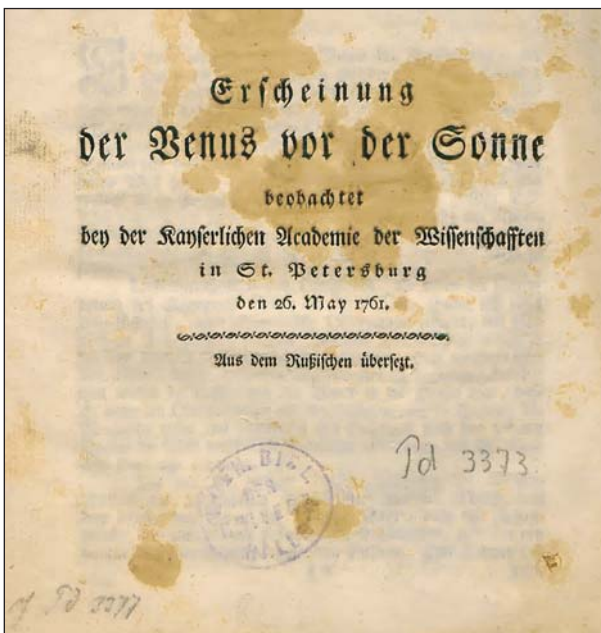 Erscheinung
der Venus vor der Sonne
beobachtet
bey der Kayserlichen Academie der Wissenschafften
in St. Petersburg
den 26. May 1761.
Aus dem Rußischen übersezt.
Pd 3373
HALLE